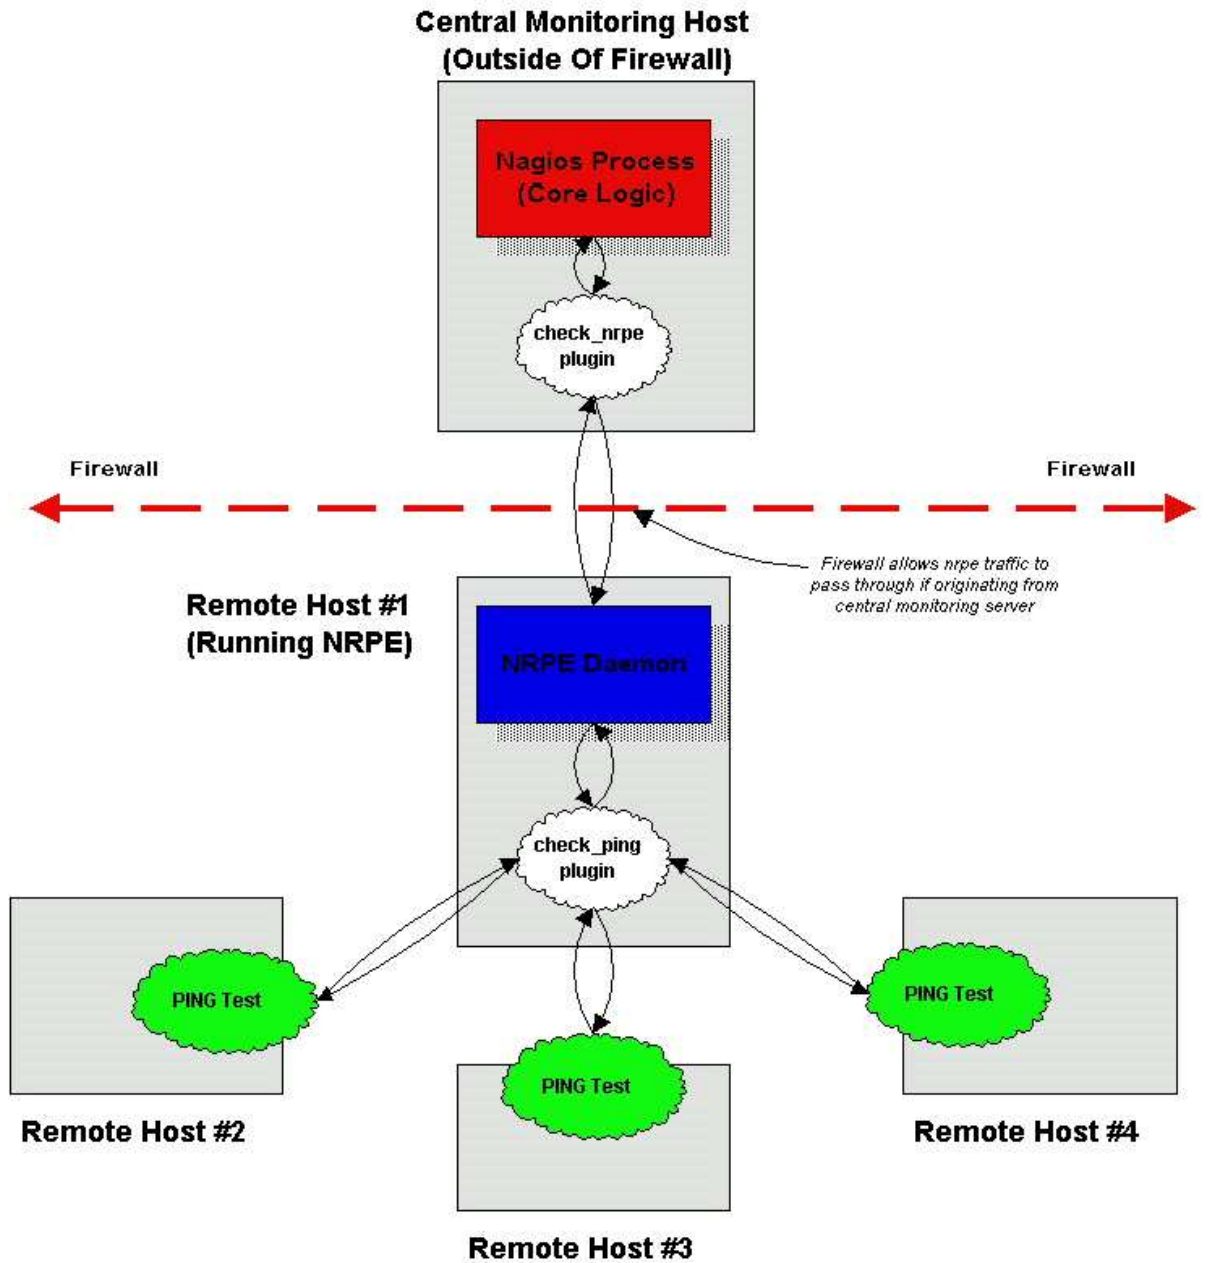 Central Monitoring Host
(Outside Of Firewall)
Nagios Process
(Core Logic)
check_nrpe
plugin
Firewall
Firewall
Firewall allows nrpe traffic to
pass through if originating from
central monitoring server
Remote Host #1
(Running NRPE)
NRPE Daemon
check_ping
plugin
PING Test
PING Test
PING Test
Remote Host #2
Remote Host #4
Remote Host #3